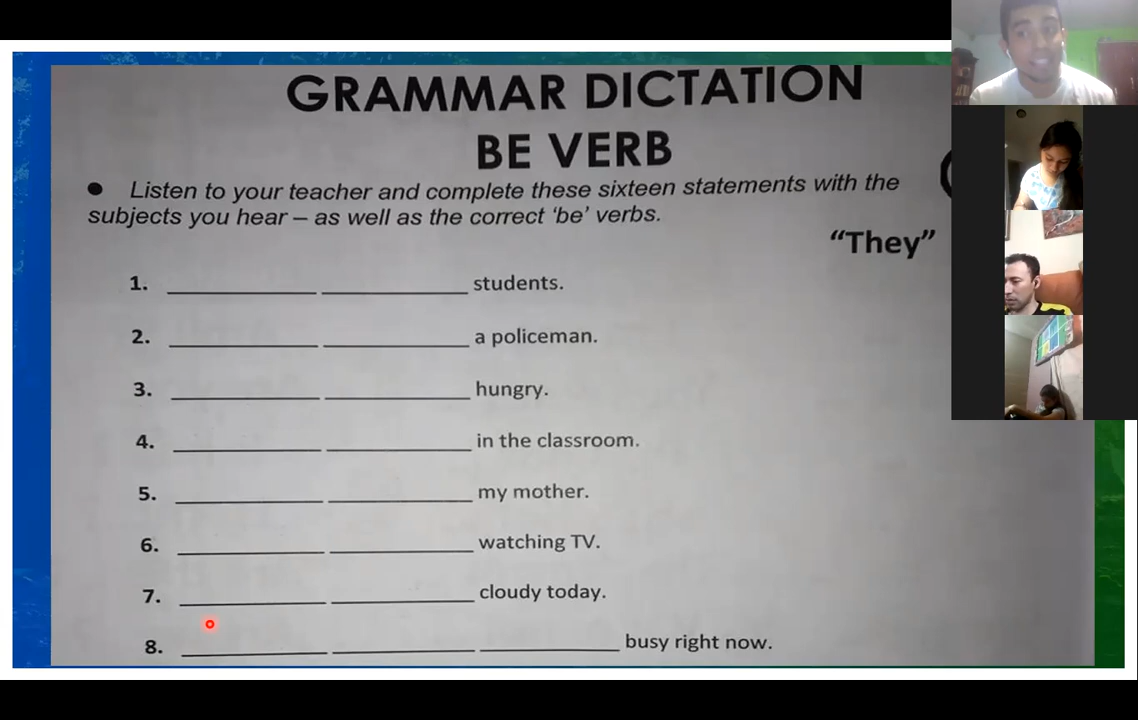 GRAMMAR DICTATION
BE VERB
● Listen to your teacher and complete these sixteen statements with the
subjects you hear – as well as the correct ‘be’ verbs.
“They”
1. ____________ ____________ students.
2. ____________ ____________ a policeman.
3. ____________ ____________ hungry.
4. ____________ ____________ in the classroom.
5. ____________ ____________ my mother.
6. ____________ ____________ watching TV.
7. ____________ ____________ cloudy today.
8. ____________ ____________ ____________ busy right now.